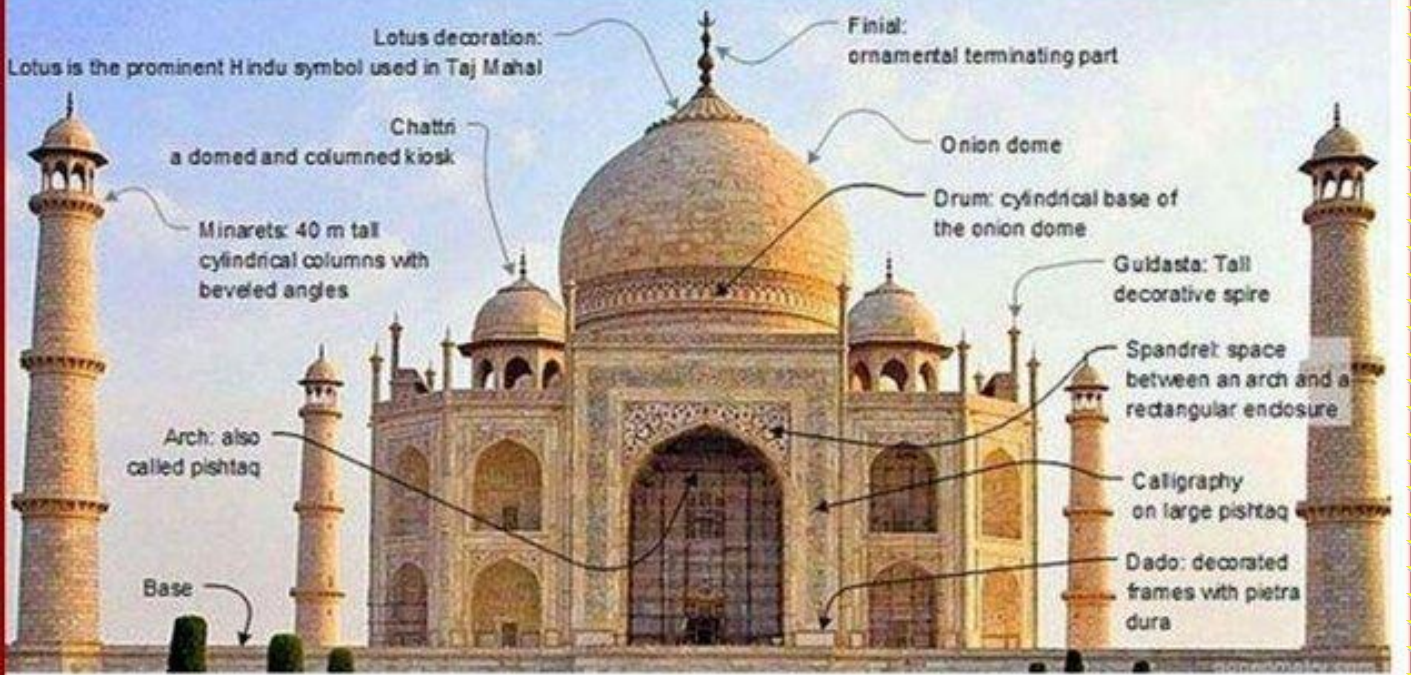 Lotus decoration:
Lotus is the prominent Hindu symbol used in Taj Mahal
Finial:
ornamental terminating part
Chattri
a domed and columned kiosk
Onion dome
Drum: cylindrical base of
the onion dome
Minarets: 40 m tall
cylindrical columns with
beveled angles
Guldasta: Tall
decorative spire
Spandrel: space
between an arch and a
rectangular enclosure
Arch: also
called pishtaq
Calligraphy
on large pishtaq
Dado: decorated
frames with pietra
dura
Base